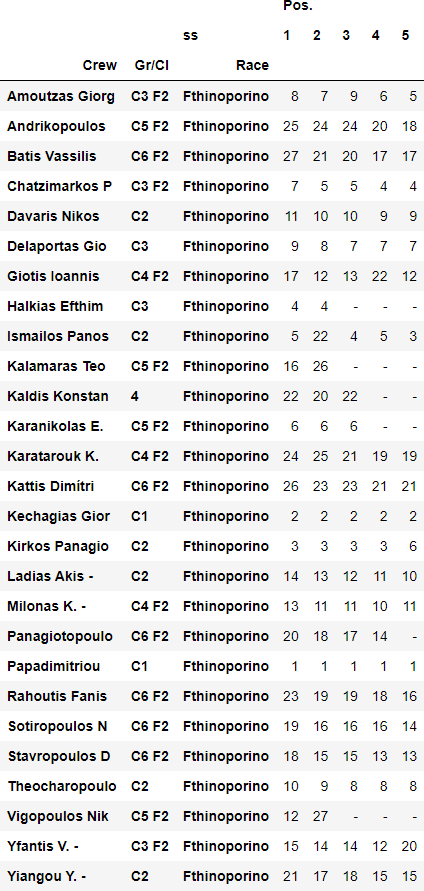 Pos.
ss 1 2 3 4 5
Crew Gr/Cl Race
Amoutzas Giorg C3 F2 Fthinoporino 8 7 9 6 5
Andrikopoulos C5 F2 Fthinoporino 25 24 24 20 18
Batis Vassilis C6 F2 Fthinoporino 27 21 20 17 17
Chatzimarkos P C3 F2 Fthinoporino 7 5 5 4 4
Davaris Nikos C2 Fthinoporino 11 10 10 9 9
Delaportas Gio C3 Fthinoporino 9 8 7 7 7
Giotis Ioannis C4 F2 Fthinoporino 17 12 13 22 12
Halkias Efthim C3 Fthinoporino 4 4 - - -
Ismailos Panos C2 Fthinoporino 5 22 4 5 3
Kalamaras Teo C5 F2 Fthinoporino 16 26 - - -
Kaldis Konstan 4 Fthinoporino 22 20 22 - -
Karanikolas E. C5 F2 Fthinoporino 6 6 6 - -
Karatarouk K. C4 F2 Fthinoporino 24 25 21 19 19
Kattis Dimítri C6 F2 Fthinoporino 26 23 23 21 21
Kechagias Gior C1 Fthinoporino 2 2 2 2 2
Kirkos Panagio C2 Fthinoporino 3 3 3 3 6
Ladias Akis - C2 Fthinoporino 14 13 12 11 10
Milonas K. - C4 F2 Fthinoporino 13 11 11 10 11
Panagiotopoulo C6 F2 Fthinoporino 20 18 17 14 -
Papadimitriou C1 Fthinoporino 1 1 1 1 1
Rahoutis Fanis C6 F2 Fthinoporino 23 19 19 18 16
Sotiropoulos N C6 F2 Fthinoporino 19 16 16 16 14
Stavropoulos D C6 F2 Fthinoporino 18 15 15 13 13
Theocharopoulo C2 Fthinoporino 10 9 8 8 8
Vigopoulos Nik C5 F2 Fthinoporino 12 27 - - -
Yfantis V. - C3 F2 Fthinoporino 15 14 14 12 20
Yiangou Y. - C2 Fthinoporino 21 17 18 15 15